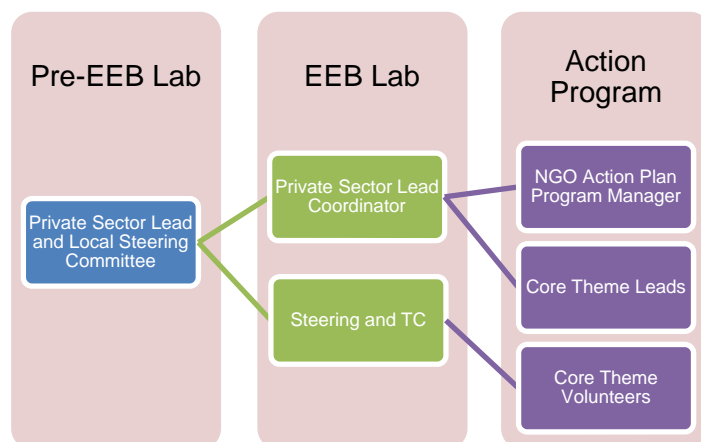 Pre-EEB Lab
Private Sector Lead
and Local Steering
Committee
EEB Lab
Private Sector Lead
Coordinator
Steering and TC
Action
Program
NGO Action Plan
Program Manager
Core Theme Leads
Core Theme
Volunteers